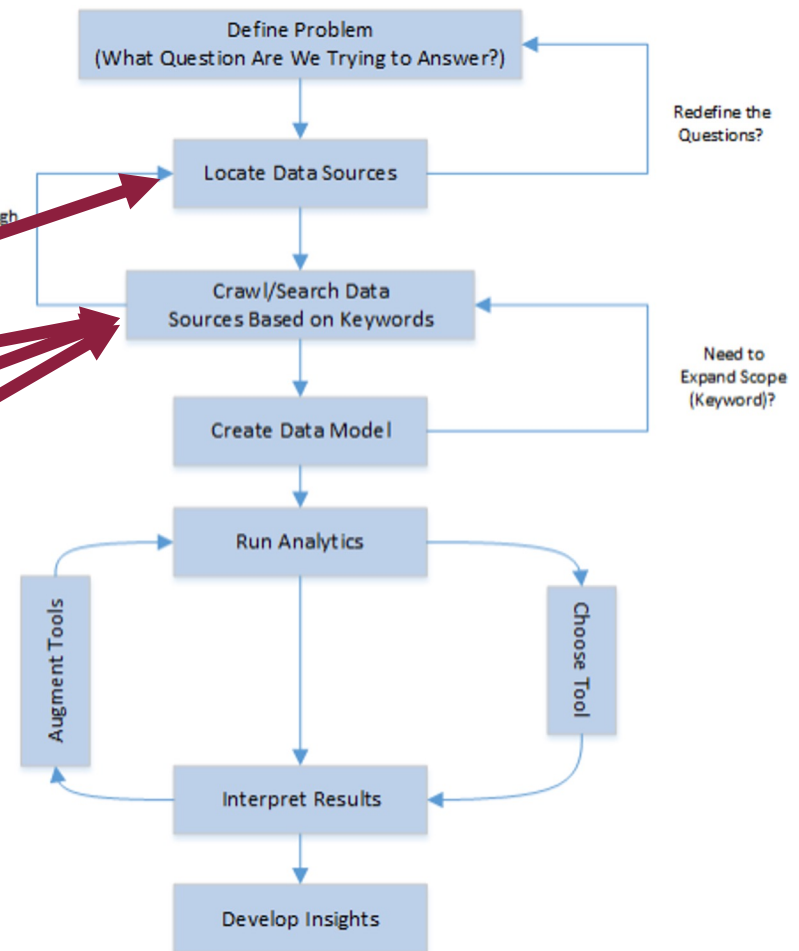 Define Problem
(What Question Are We Trying to Answer?)
Redefine the
Questions?
Locate Data Sources
Crawl/Search Data
Sources Based on Keywords
Need to
Expand Scope
(Keyword)?
Create Data Model
Run Analytics
Augment Tools
Choose Tool
Interpret Results
Develop Insights